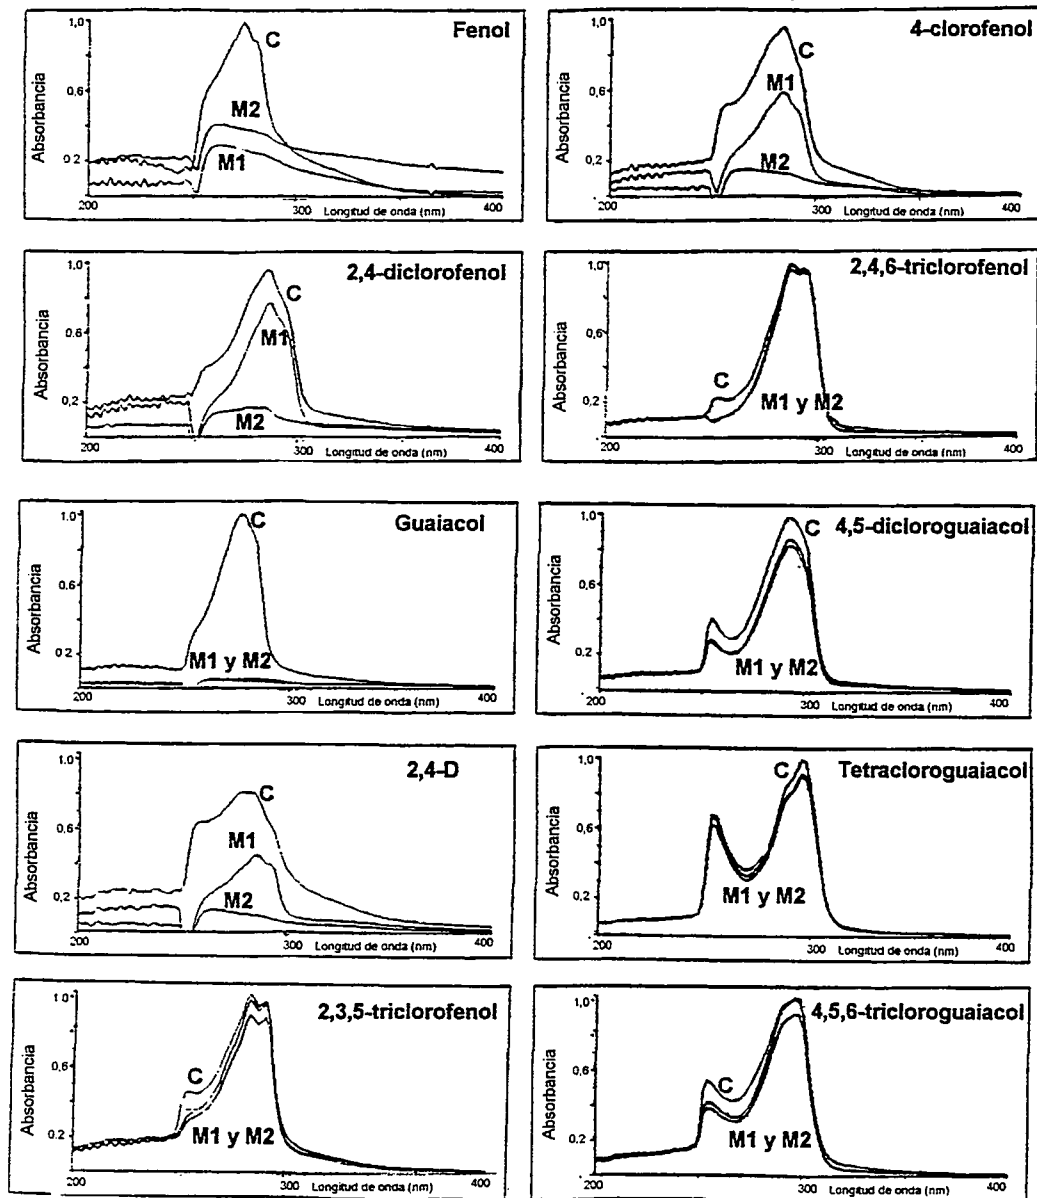 Fenol
Absorbancia
1,0
0,6
0,2
C
M2
M1
200
300
Longitud de onda (nm)
400
4-clorofenol
Absorbancia
1,0
0,6
0,2
C
M1
M2
200
300
Longitud de onda (nm)
400
2,4-diclorofenol
Absorbancia
1,0
0,6
0,2
C
M1
M2
200
300
Longitud de onda (nm)
400
2,4,6-triclorofenol
Absorbancia
1,0
0,6
0,2
C
M1 y M2
200
300
Longitud de onda (nm)
400
Guaiacol
Absorbancia
1,0
0,6
0,2
C
M1 y M2
200
300
Longitud de onda (nm)
400
4,5-dicloroguaiacol
Absorbancia
1,0
0,6
0,2
C
M1 y M2
200
300
Longitud de onda (nm)
400
2,4-D
Absorbancia
1,0
0,6
0,2
C
M1
M2
200
300
Longitud de onda (nm)
400
Tetracloroguaiacol
Absorbancia
1,0
0,6
0,2
C
M1 y M2
200
300
Longitud de onda (nm)
400
2,3,5-triclorofenol
Absorbancia
1,0
0,6
0,2
C
M1 y M2
200
300
Longitud de onda (nm)
400
4,5,6-tricloroguaiacol
Absorbancia
1,0
0,6
0,2
C
M1 y M2
200
300
Longitud de onda (nm)
400